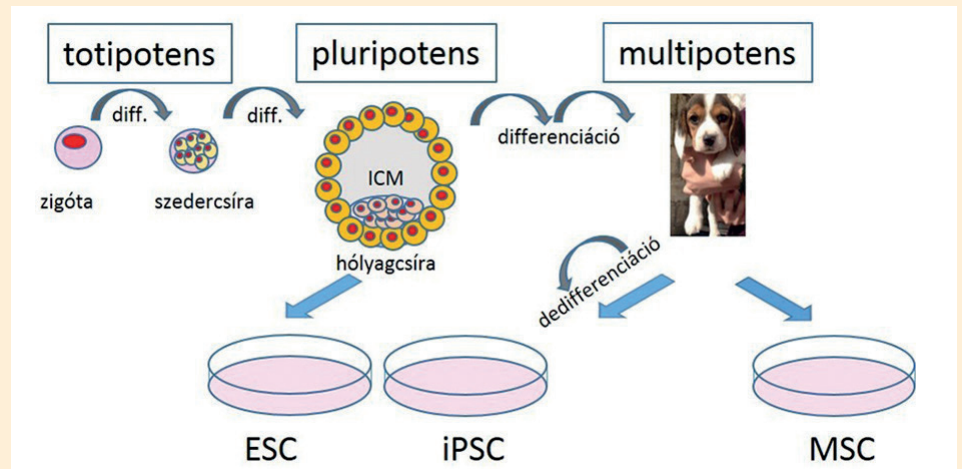 totipotens
pluripotens
multipotens
diff.
diff.
differenciáció
zigóta
szedercsíra
ICM
hólyagcsíra
dedifferenciáció
ESC
iPSC
MSC